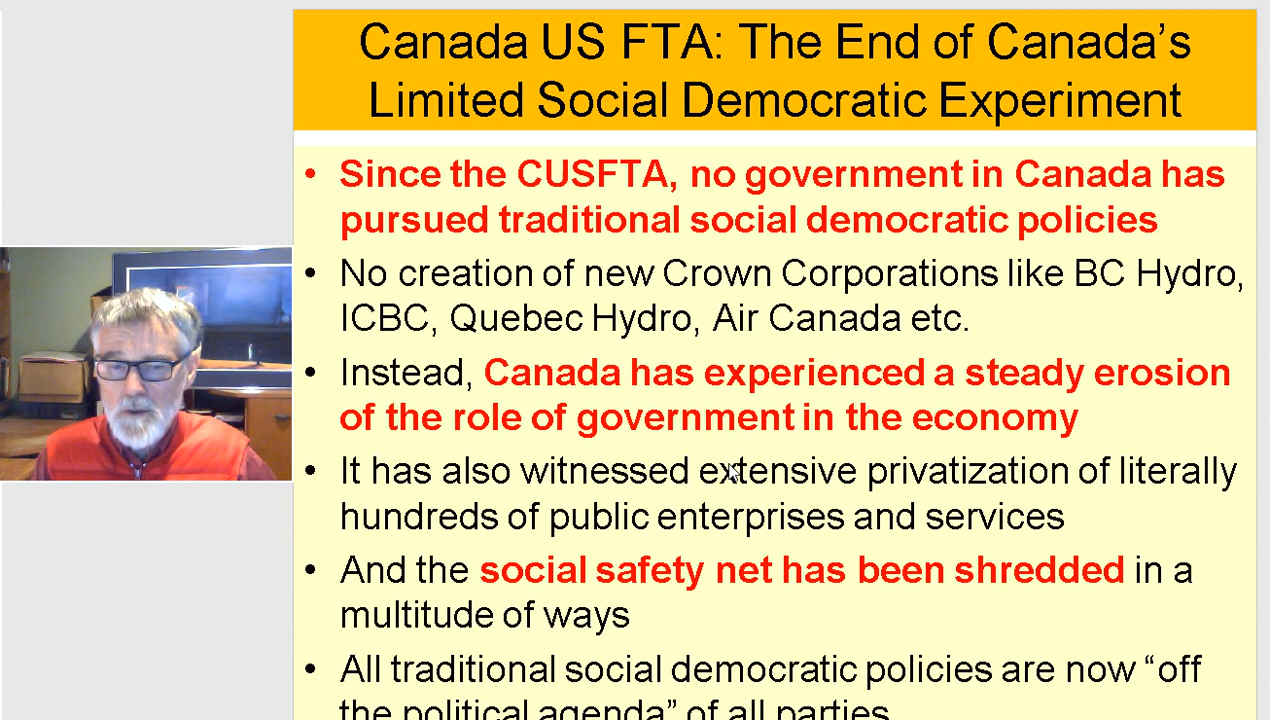 Canada US FTA: The End of Canada's
Limited Social Democratic Experiment
• Since the CUSFTA, no government in Canada has
pursued traditional social democratic policies
• No creation of new Crown Corporations like BC Hydro,
ICBC, Quebec Hydro, Air Canada etc.
• Instead, Canada has experienced a steady erosion
of the role of government in the economy
• It has also witnessed extensive privatization of literally
hundreds of public enterprises and services
• And the social safety net has been shredded in a
multitude of ways
• All traditional social democratic policies are now “off
the political agenda” of all parties